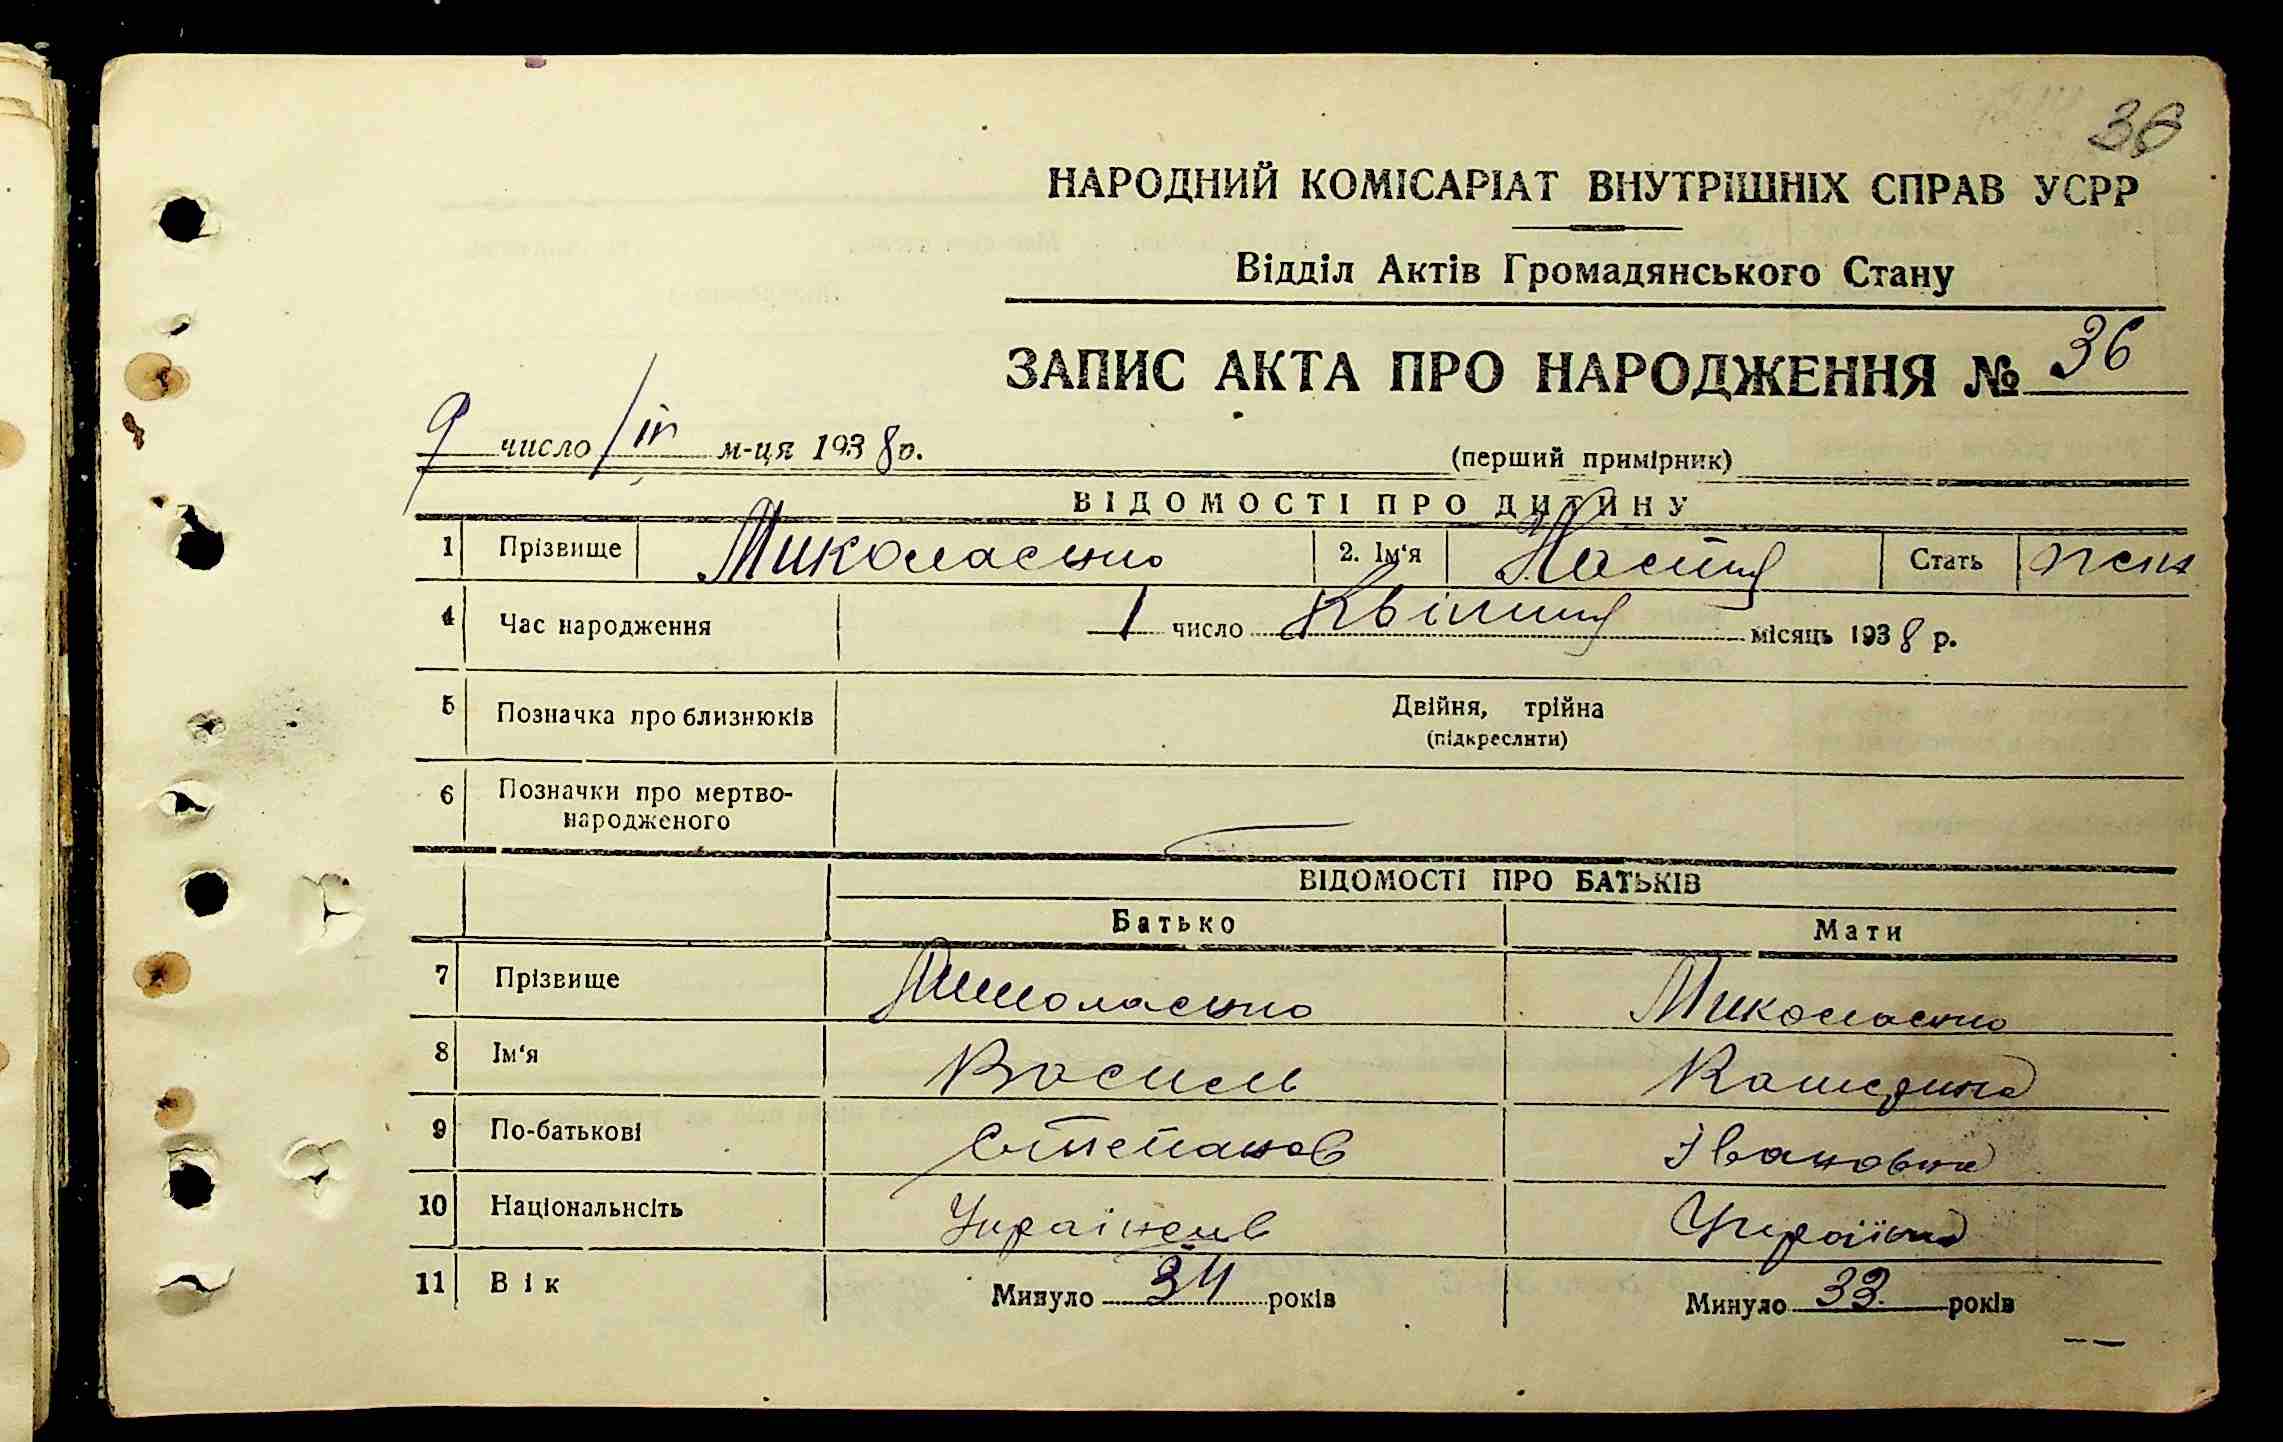 36
НАРОДНИЙ КОМІСАРІАТ ВНУТРІШНІХ СПРАВ УСРР
Відділ Актів Громадянського Стану
ЗАПИС АКТА ПРО НАРОДЖЕННЯ № 36
9 число м-ця 1938 р.
(перший примірник)
ВІДОМОСТІ ПРО ДИТИНУ
1 Прізвище Миколаєнко 2. Ім'я Настя Стать жен
4 Час народження 1 число Квітня місяць 1938 р.
5 Позначка про близнюків Двійня, трійна
(підкреслити)
6 Позначки про мертво-
народженого
ВІДОМОСТІ ПРО БАТЬКІВ
Батько Мати
7 Прізвище Миколаєнко Миколаєнко
8 Ім'я Василь Катерина
9 По-батькові Степанов Івановна
10 Національнсіть Українець Українка
11 Вік Минуло 34 років Минуло 33 років